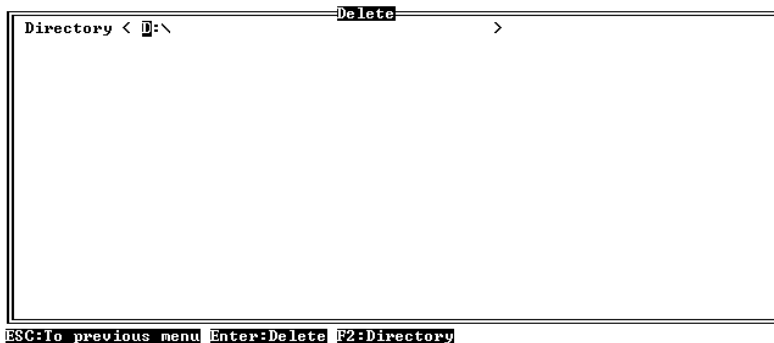 Delete
Directory < D:\ >
ESC:To previous menu Enter:Delete F2:Directory